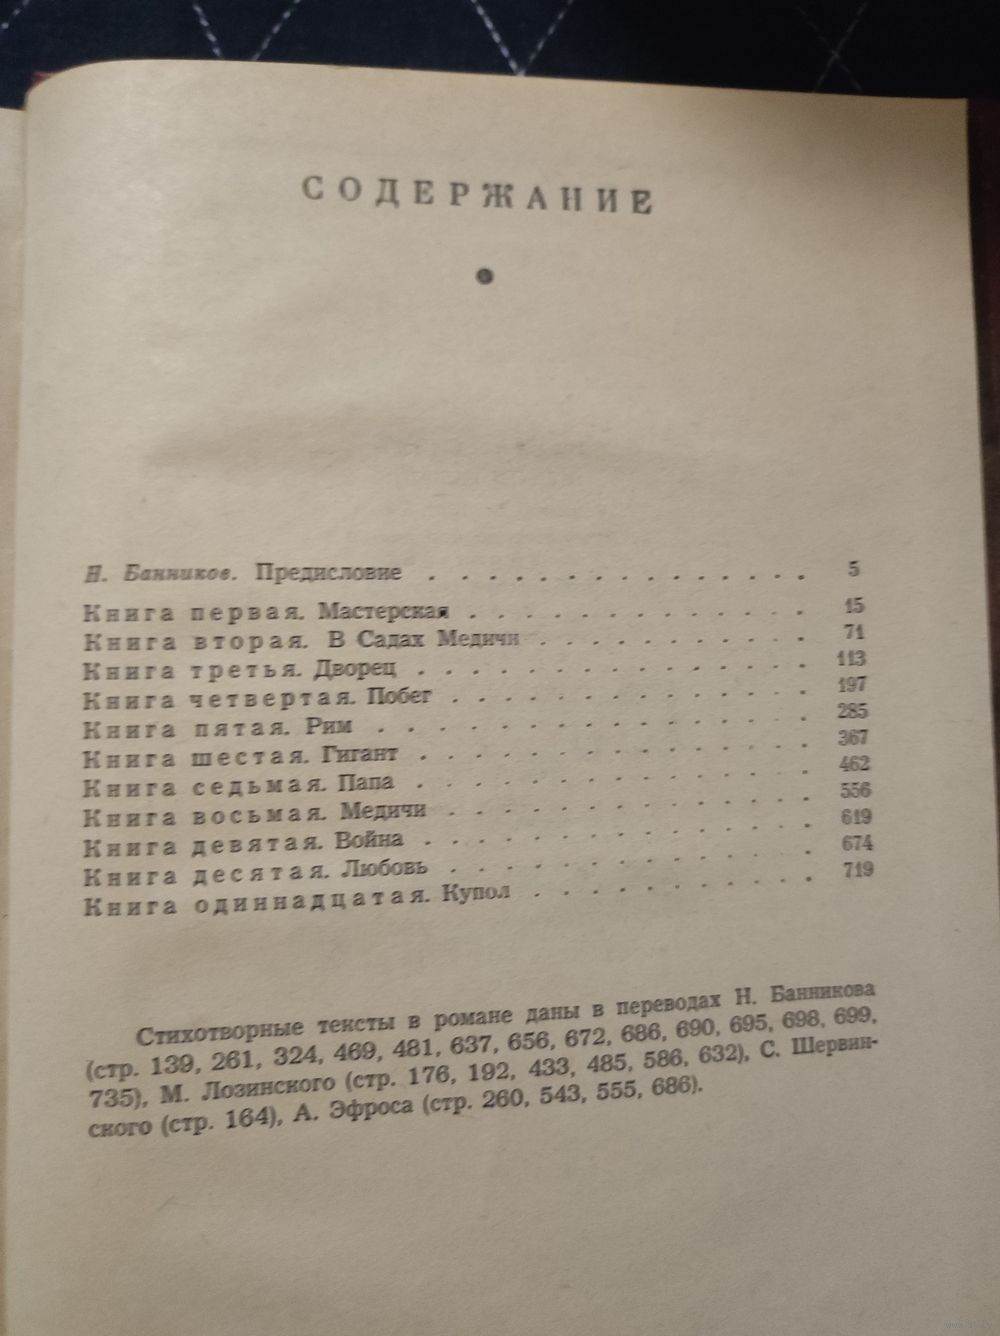 СОДЕРЖАНИЕ
Н. Банников. Предисловие . . . . . . . . . . . . . . 5
Книга первая. Мастерская . . . . . . . . . . . . . 15
Книга вторая. В Садах Медичи . . . . . . . . . . 71
Книга третья. Дворец . . . . . . . . . . . . . . 113
Книга четвертая. Побег . . . . . . . . . . . . . 197
Книга пятая. Рим . . . . . . . . . . . . . . . . 285
Книга шестая. Гигант . . . . . . . . . . . . . . 367
Книга седьмая. Папа . . . . . . . . . . . . . . 462
Книга восьмая. Медичи . . . . . . . . . . . . . 556
Книга девятая. Война . . . . . . . . . . . . . . 619
Книга десятая. Любовь . . . . . . . . . . . . . 674
Книга одиннадцатая. Купол . . . . . . . . . . 719
Стихотворные тексты в романе даны в переводах Н. Банникова
(стр. 139, 261, 324, 469, 481, 637, 656, 672, 686, 690, 695, 698, 699,
735), М. Лозинского (стр. 176, 192, 433, 485, 586, 632), С. Шервин-
ского (стр. 164), А. Эфроса (стр. 260, 543, 555, 686).